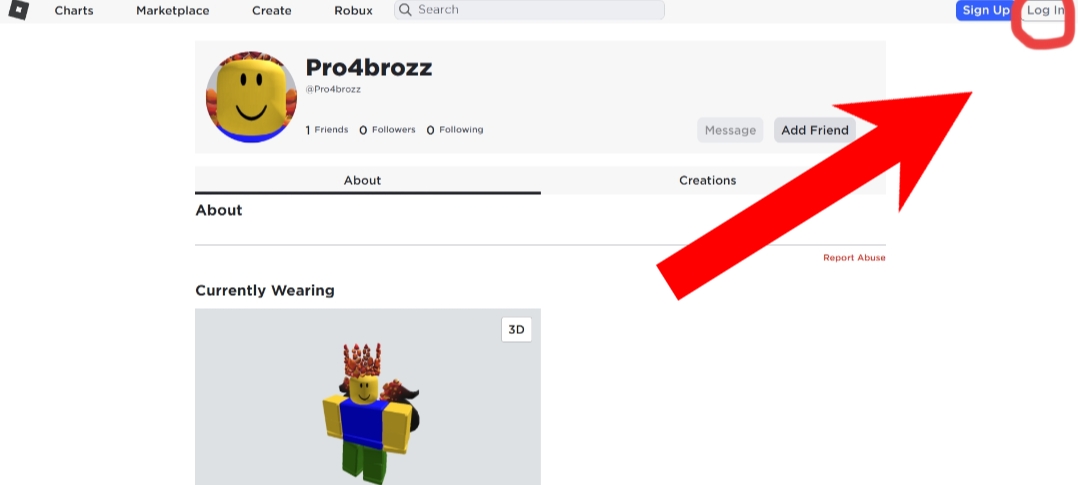 Charts Marketplace Create Robux Search Sign Up Log In
Pro4brozz
@Pro4brozz
1 Friends 0 Followers 0 Following Message Add Friend
About Creations
About
Report Abuse
Currently Wearing
3D